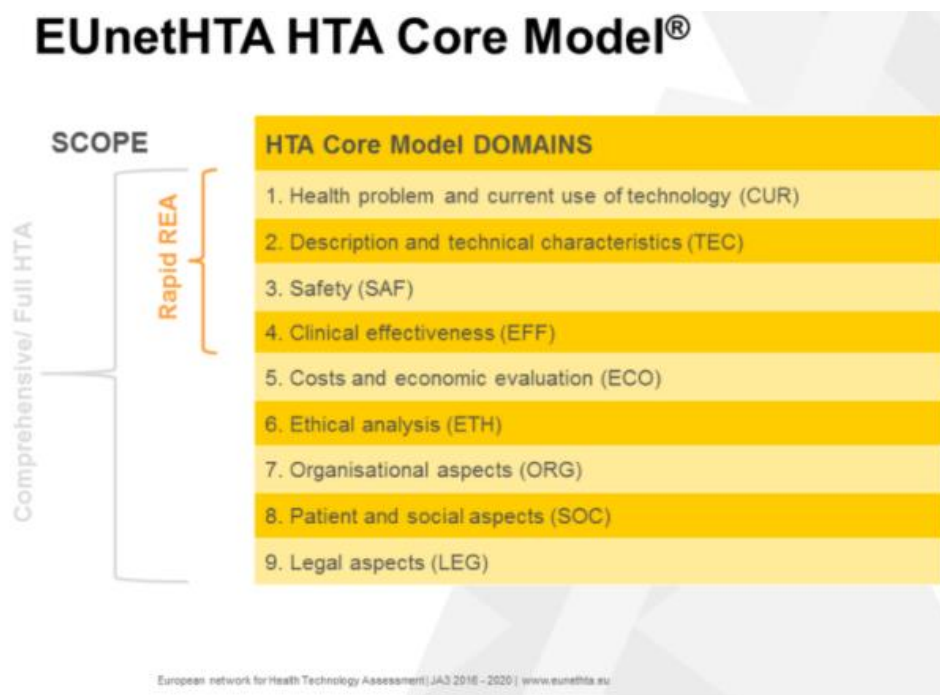 EUnetHTA HTA Core Model®
SCOPE
HTA Core Model DOMAINS
Comprehensive/ Full HTA
Rapid REA
1. Health problem and current use of technology (CUR)
2. Description and technical characteristics (TEC)
3. Safety (SAF)
4. Clinical effectiveness (EFF)
5. Costs and economic evaluation (ECO)
6. Ethical analysis (ETH)
7. Organisational aspects (ORG)
8. Patient and social aspects (SOC)
9. Legal aspects (LEG)
European network for Health Technology Assessment | JA3 2016 - 2020 | www.eunethta.eu